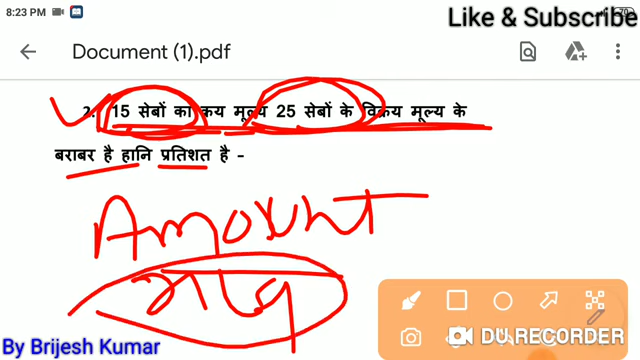 8:23 PM
Like & Subscribe
Document (1).pdf
2. 15 सेबों का क्रय मूल्य 25 सेबों के विक्रय मूल्य के
बराबर है हानि प्रतिशत है -
Amount
By Brijesh Kumar
DU RECORDER